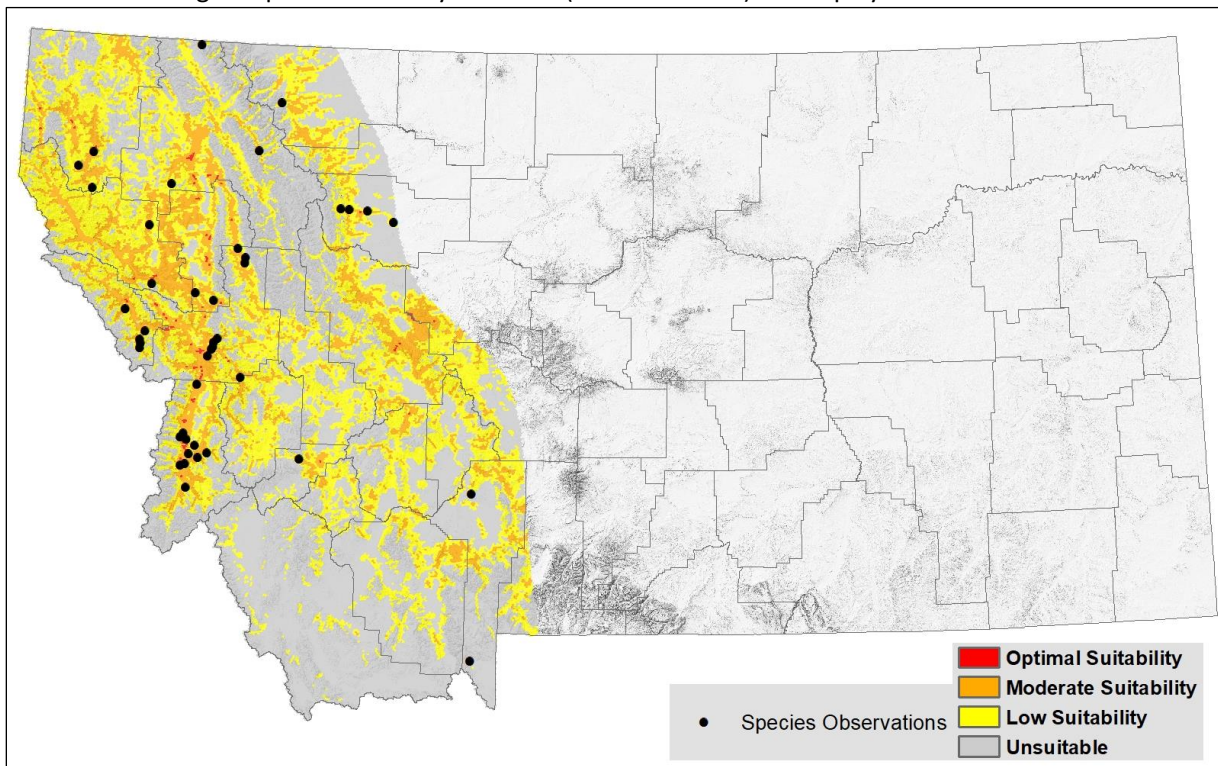 Optimal Suitability
Moderate Suitability
Species Observations
Low Suitability
Unsuitable